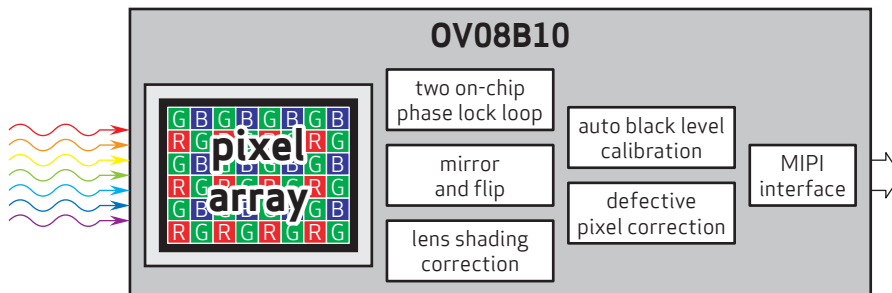 OV08B10
two on-chip
phase lock loop
mirror
and flip
lens shading
correction
auto black level
calibration
defective
pixel correction
MIPI
interface
G B G B G B G B
R G R G R G R G
G B G B G B G B
R G R G R G R G
G B G B G B G B
R G R G R G R G
pixel
array